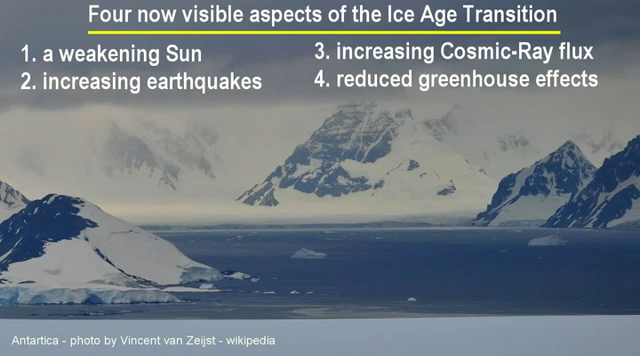 Four now visible aspects of the Ice Age Transition
1. a weakening Sun
2. increasing earthquakes
3. increasing Cosmic-Ray flux
4. reduced greenhouse effects
Antartica - photo by Vincent van Zeijst - wikipedia